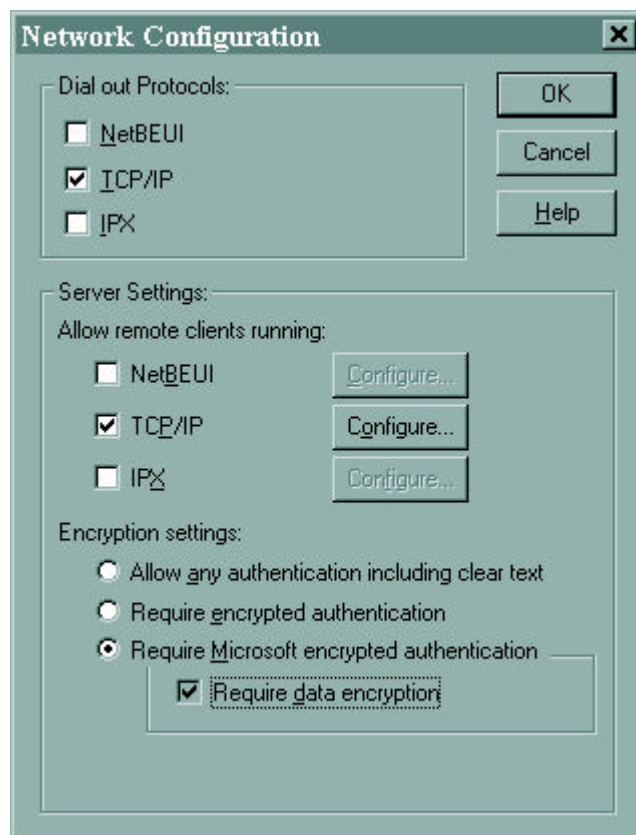 Network Configuration
Dial out Protocols:
OK
NetBEUI
Cancel
TCP/IP
Help
IPX
Server Settings:
Allow remote clients running:
NetBEUI Configure...
TCP/IP Configure...
IPX Configure...
Encryption settings:
Allow any authentication including clear text
Require encrypted authentication
Require Microsoft encrypted authentication
Require data encryption